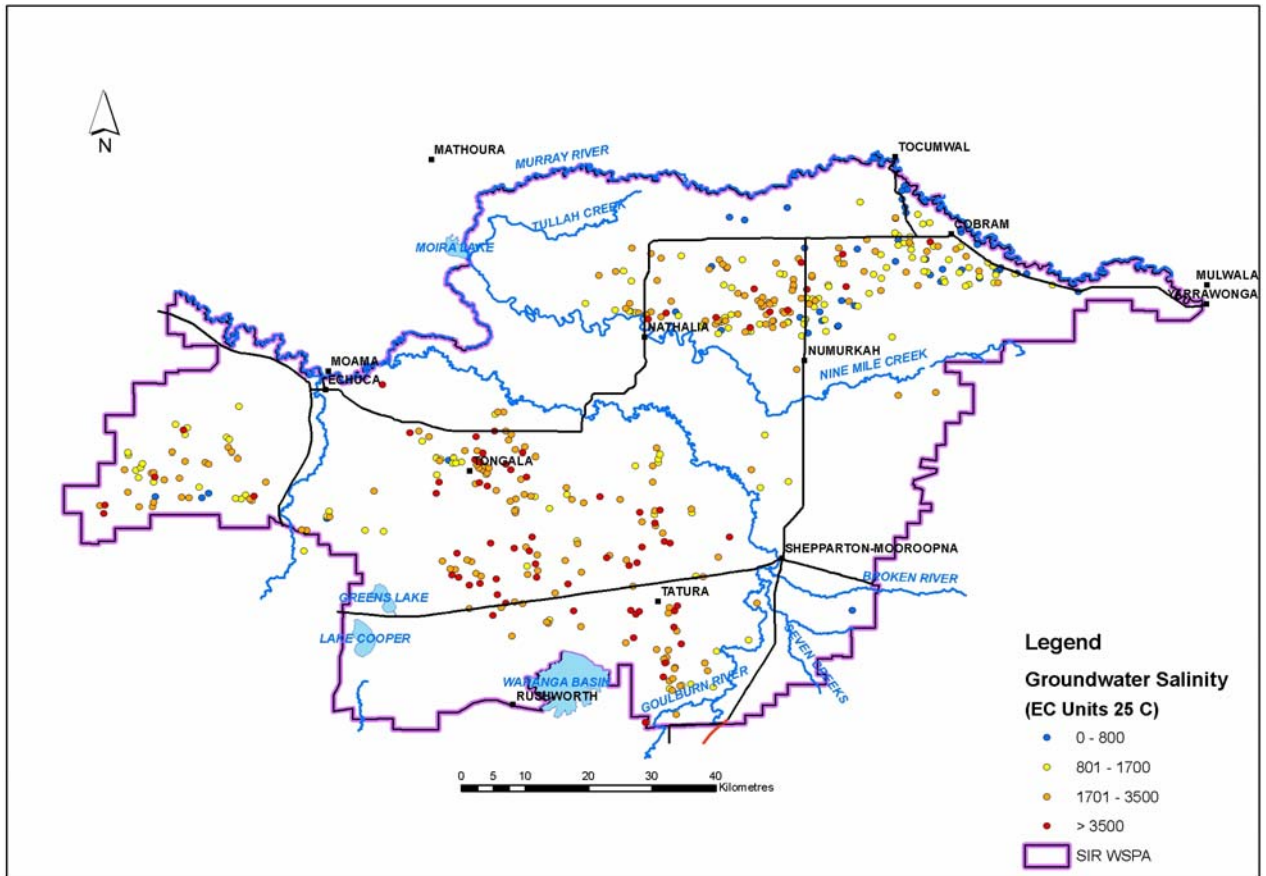 N
MATHOURA
TOCUMWAL
MURRAY RIVER
TULLAH CREEK
COBRAM
MOIRA LAKE
MULWALA
YARRAWONGA
NATHALIA
MOAMA
NUMURKAH
NINE MILE CREEK
ECHUCA
TONGALA
SHEPPARTON-MOOROOPNA
BROKEN RIVER
GREENS LAKE
TATURA
LAKE COOPER
SEVEN CREEKS
WARANGA BASIN
RUSHWORTH
GOULBURN RIVER
Legend
Groundwater Salinity
(EC Units 25 C)
0 - 800
801 - 1700
1701 - 3500
> 3500
SIR WSPA
0 5 10 20 30 40
Kilometres